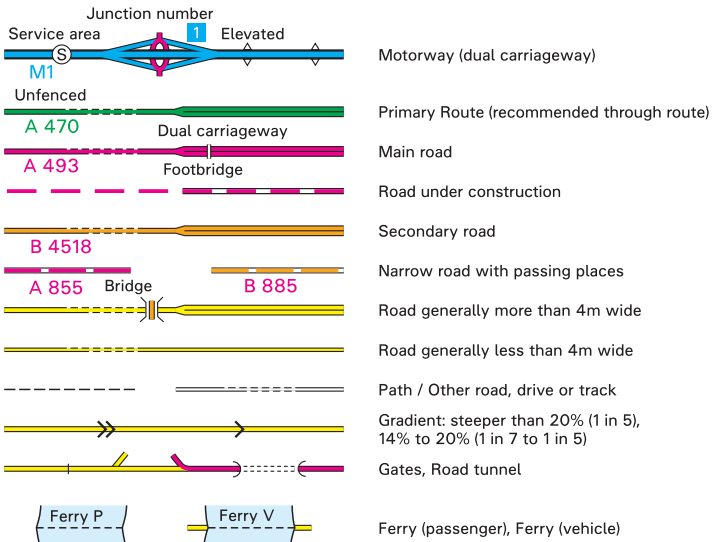 Junction number
Service area
1
Elevated
S
M1
Motorway (dual carriageway)
Unfenced
A 470
Primary Route (recommended through route)
Dual carriageway
A 493
Main road
Footbridge
Road under construction
Secondary road
B 4518
Narrow road with passing places
A 855
Bridge
B 885
Road generally more than 4m wide
Road generally less than 4m wide
Path / Other road, drive or track
Gradient: steeper than 20% (1 in 5),
14% to 20% (1 in 7 to 1 in 5)
Gates, Road tunnel
Ferry P
Ferry V
Ferry (passenger), Ferry (vehicle)